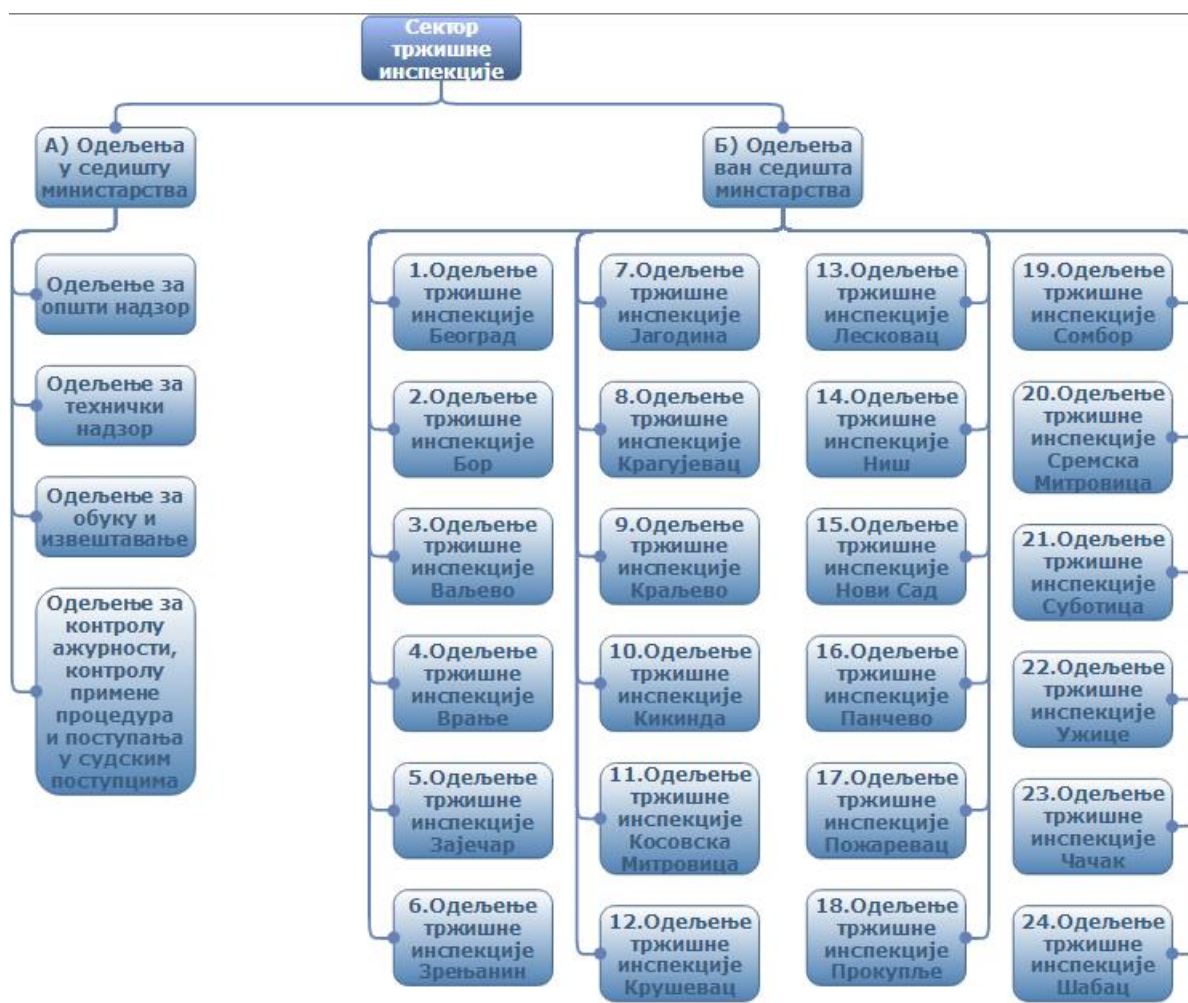 Сектор
тржишне
инспекције
А) Одељења
у седишту
министарства
Б) Одељења
ван седишта
минстарства
Одељење за
општи надзор
Одељење за
технички
надзор
Одељење за
обуку и
извештавање
Одељење за
контролу
ажурности,
контролу
примене
процедура
и поступања
у судским
поступцима
1.Одељење
тржишне
инспекције
Београд
2.Одељење
тржишне
инспекције
Бор
3.Одељење
тржишне
инспекције
Ваљево
4.Одељење
тржишне
инспекције
Врање
5.Одељење
тржишне
инспекције
Зајечар
6.Одељење
тржишне
инспекције
Зрењанин
7.Одељење
тржишне
инспекције
Јагодина
8.Одељење
тржишне
инспекције
Крагујевац
9.Одељење
тржишне
инспекције
Краљево
10.Одељење
тржишне
инспекције
Кикинда
11.Одељење
тржишне
инспекције
Косовска
Митровица
12.Одељење
тржишне
инспекције
Крушевац
13.Одељење
тржишне
инспекције
Лесковац
14.Одељење
тржишне
инспекције
Ниш
15.Одељење
тржишне
инспекције
Нови Сад
16.Одељење
тржишне
инспекције
Панчево
17.Одељење
тржишне
инспекције
Пожаревац
18.Одељење
тржишне
инспекције
Прокупље
19.Одељење
тржишне
инспекције
Сомбор
20.Одељење
тржишне
инспекције
Сремска
Митровица
21.Одељење
тржишне
инспекције
Суботица
22.Одељење
тржишне
инспекције
Ужице
23.Одељење
тржишне
инспекције
Чачак
24.Одељење
тржишне
инспекције
Шабац